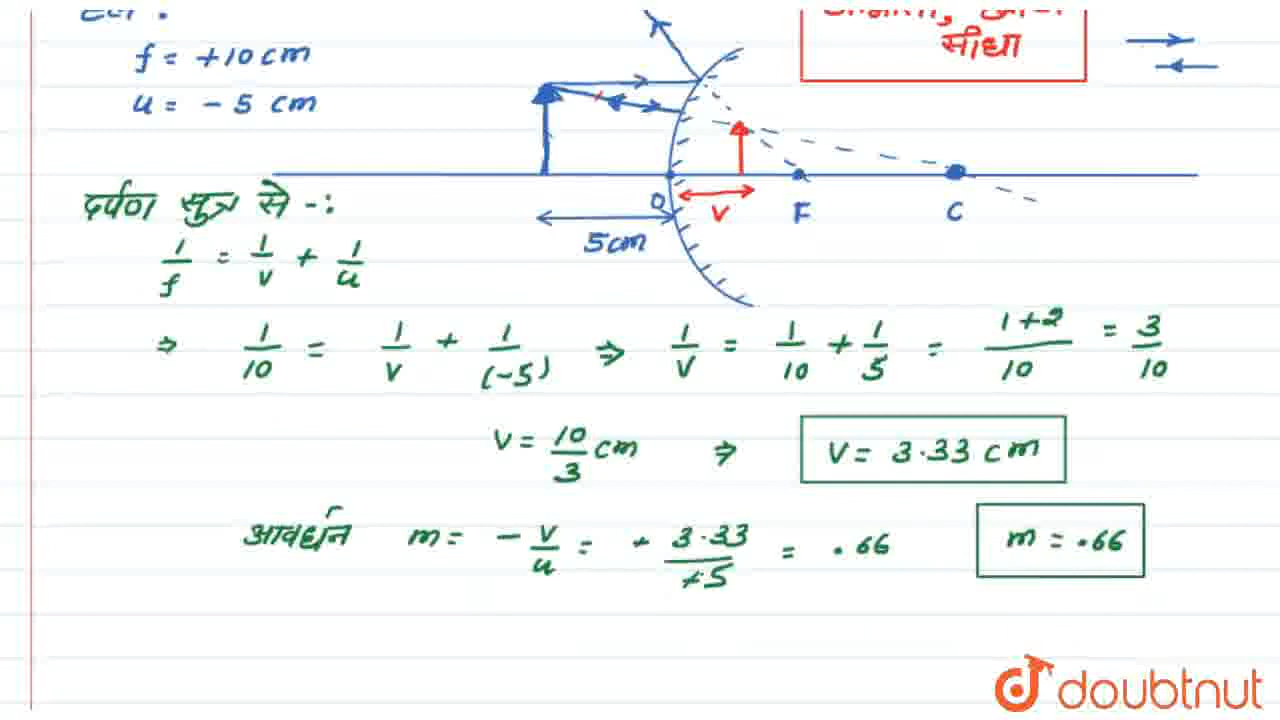 f = +10 cm
u = - 5 cm
सीधा
दर्पण सुत्र से -:
5cm
O
V
F
C
1/f = 1/v + 1/u
⇒ 1/10 = 1/v + 1/(-5) ⇒ 1/v = 1/10 + 1/5 = 1+2/10 = 3/10
v = 10/3 cm ⇒ v = 3.33 cm
आवर्धन m = - v/u = + 3.33/+5 = .66 m = .66
doubtnut